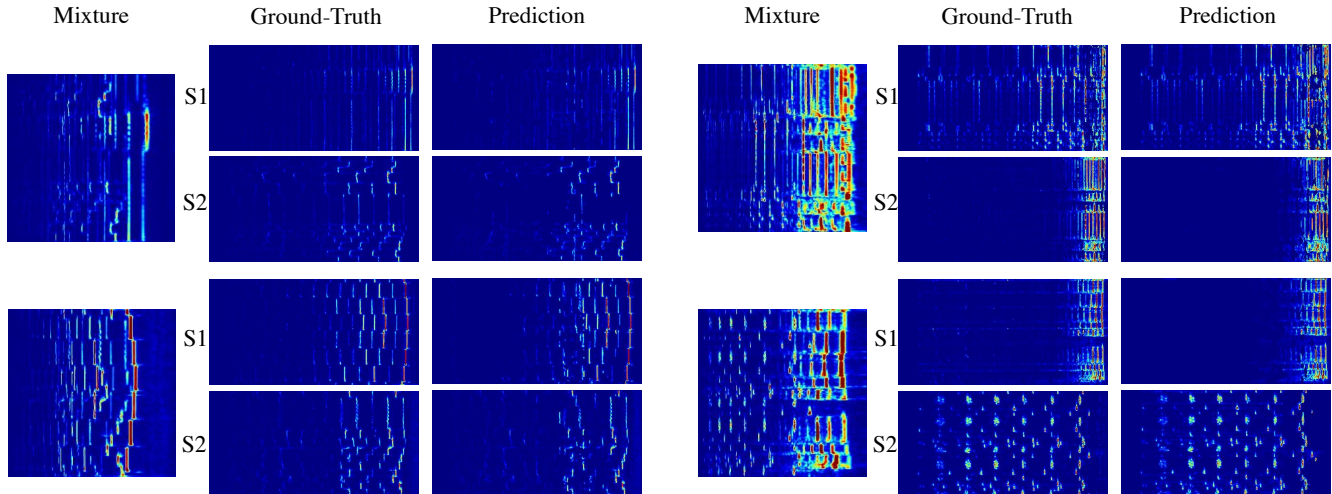 Mixture Ground-Truth Prediction Mixture Ground-Truth Prediction
S1 S1
S2 S2
S1 S1
S2 S2